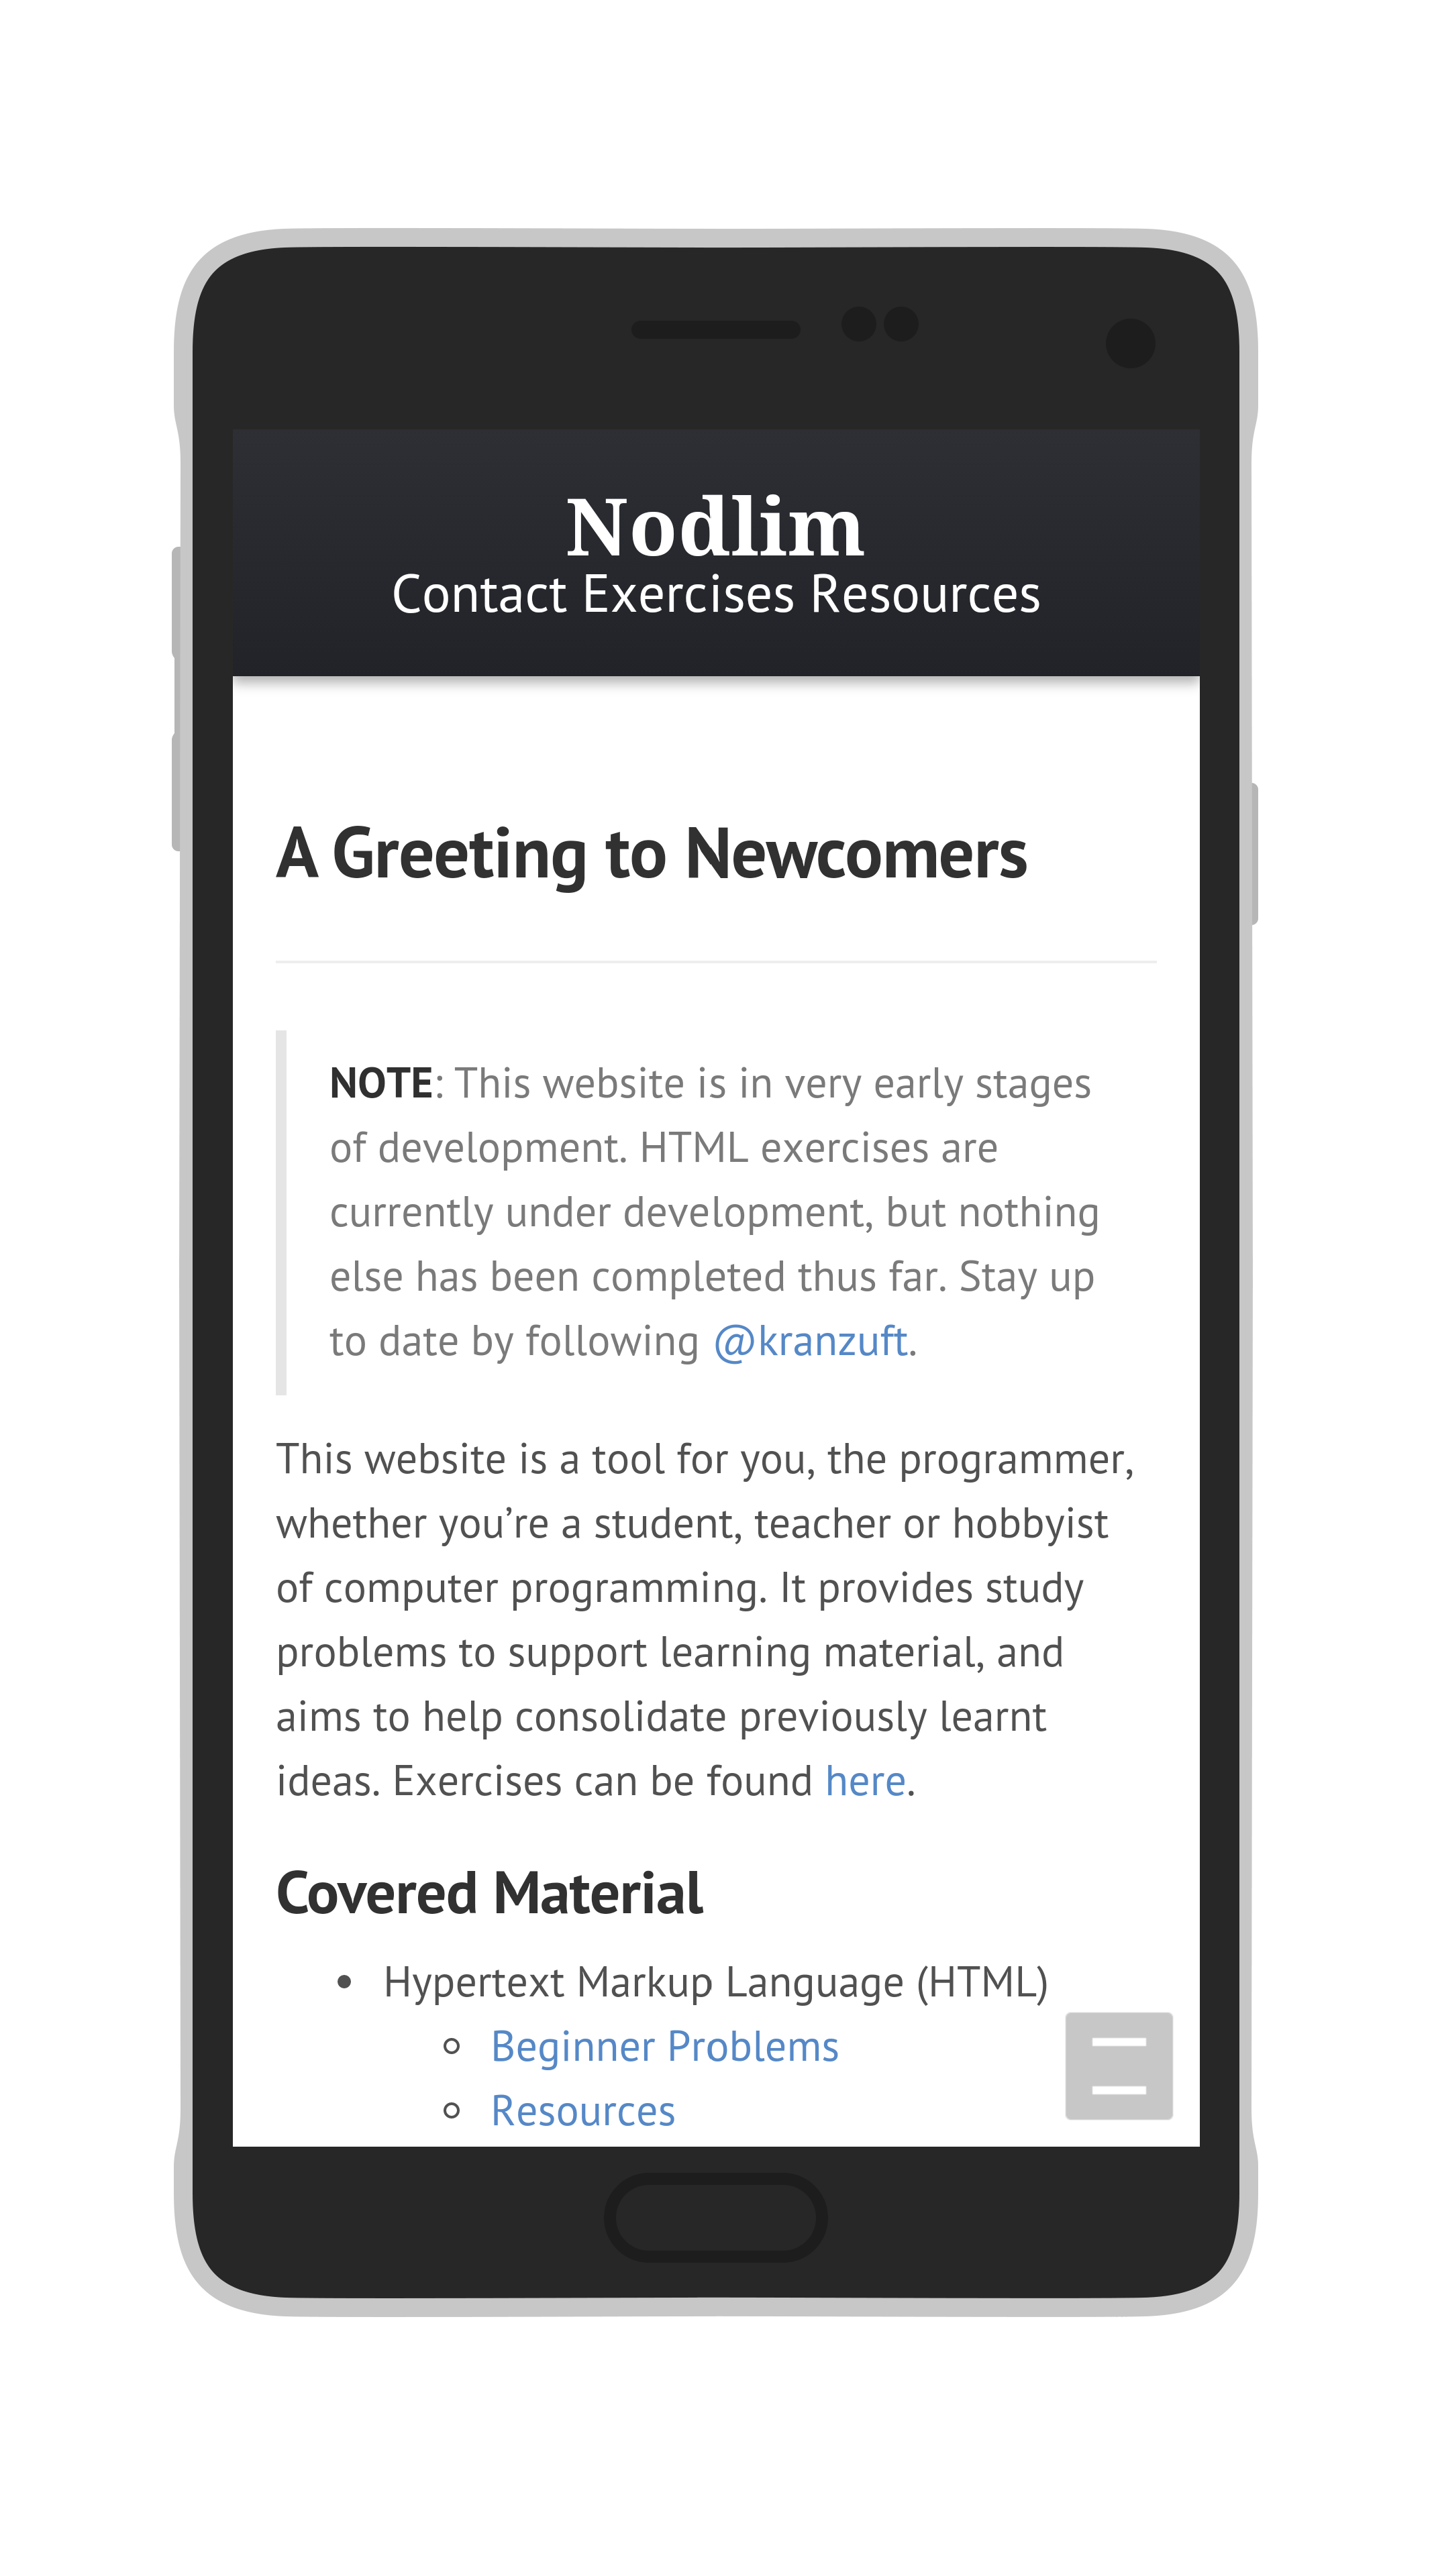 Nodlim
Contact Exercises Resources
A Greeting to Newcomers
NOTE: This website is in very early stages
of development. HTML exercises are
currently under development, but nothing
else has been completed thus far. Stay up
to date by following @kranzuft.
This website is a tool for you, the programmer,
whether you’re a student, teacher or hobbyist
of computer programming. It provides study
problems to support learning material, and
aims to help consolidate previously learnt
ideas. Exercises can be found here.
Covered Material
• Hypertext Markup Language (HTML)
◦ Beginner Problems
◦ Resources